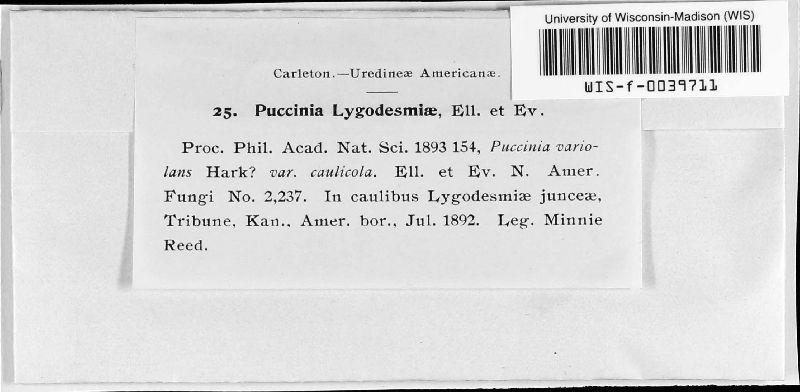 University of Wisconsin-Madison (WIS)
WIS-f-0039711
Carleton.—Uredineæ Americanæ.
25. Puccinia Lygodesmiæ, Ell. et Ev.
Proc. Phil. Acad. Nat. Sci. 1893 154, Puccinia vario-
lans Hark? var. caulicola. Ell. et Ev. N. Amer.
Fungi No. 2,237. In caulibus Lygodesmiæ junceæ,
Tribune, Kan., Amer. bor., Jul. 1892. Leg. Minnie
Reed.